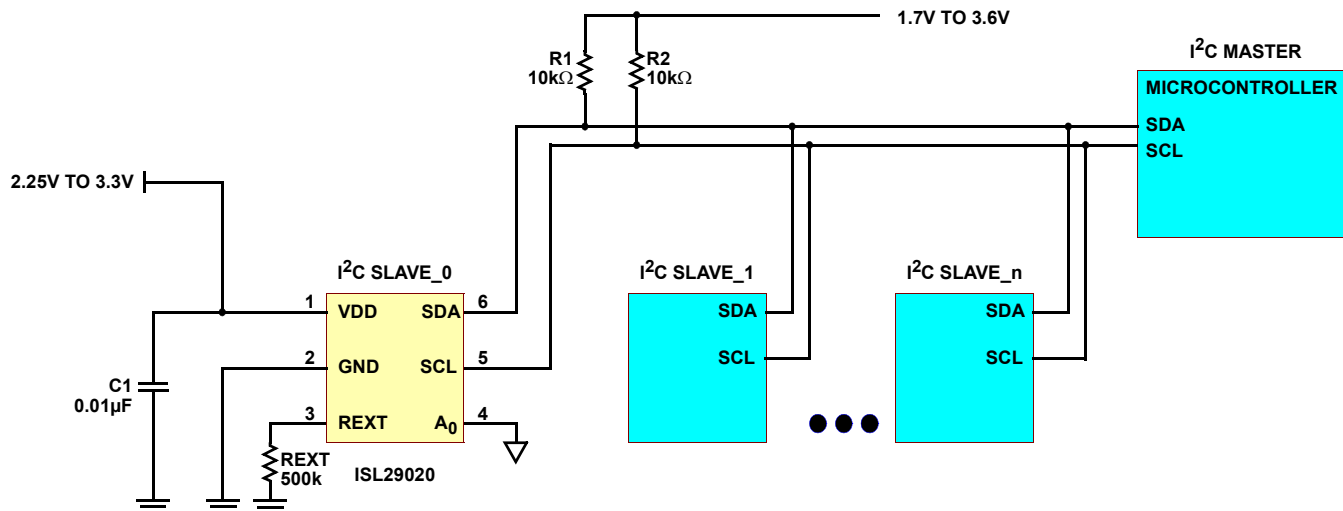 1.7V TO 3.6V
R1
10kΩ
R2
10kΩ
I²C MASTER
MICROCONTROLLER
SDA
SCL
2.25V TO 3.3V
I²C SLAVE_0
I²C SLAVE_1
I²C SLAVE_n
1
VDD
SDA
6
SDA
SDA
2
GND
SCL
5
SCL
SCL
C1
0.01µF
3
REXT
A₀
4
REXT
500k
ISL29020